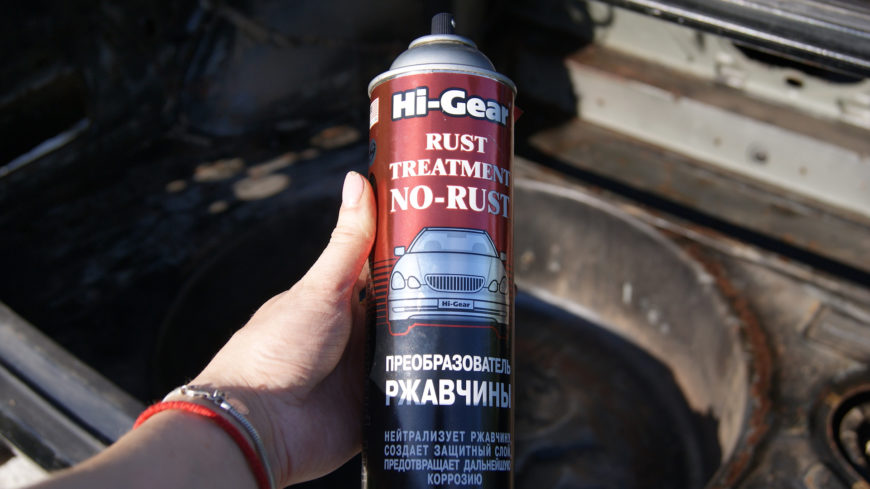 Hi-Gear
RUST
TREATMENT
NO-RUST
Hi-Gear
ПРЕОБРАЗОВАТЕЛЬ
РЖАВЧИНЫ
НЕЙТРАЛИЗУЕТ РЖАВЧИНУ
СОЗДАЕТ ЗАЩИТНЫЙ СЛОЙ,
ПРЕДОТВРАЩАЕТ ДАЛЬНЕЙШУЮ
КОРРОЗИЮ